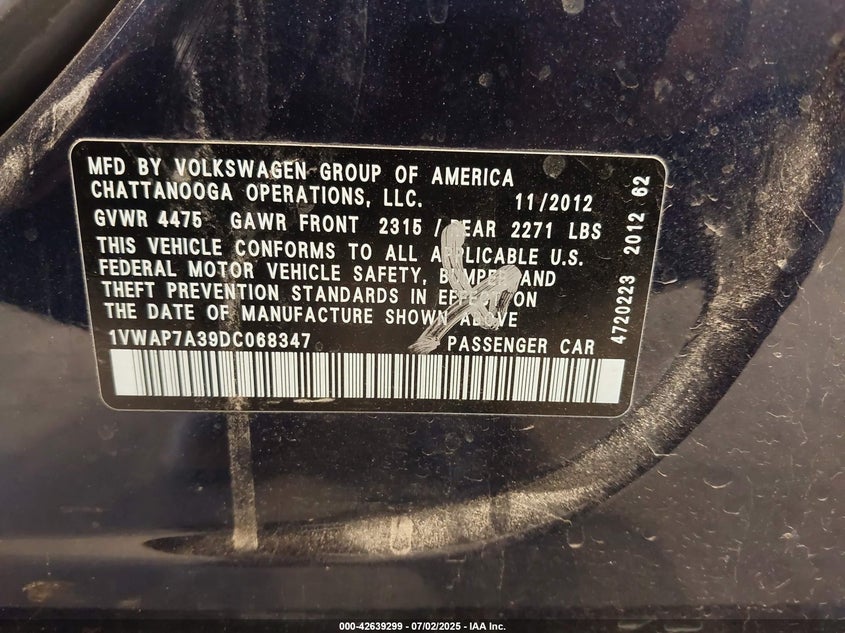 MFD BY VOLKSWAGEN GROUP OF AMERICA
CHATTANOOGA OPERATIONS, LLC. 11/2012
GVWR 4475 GAWR FRONT 2315 / REAR 2271 LBS
THIS VEHICLE CONFORMS TO ALL APPLICABLE U.S.
FEDERAL MOTOR VEHICLE SAFETY, BUMPER AND
THEFT PREVENTION STANDARDS IN EFFECT ON
THE DATE OF MANUFACTURE SHOWN ABOVE
1VWAP7A39DC068347 PASSENGER CAR
4720223 2012 62
000-42639299 - 07/02/2025 - IAA Inc.